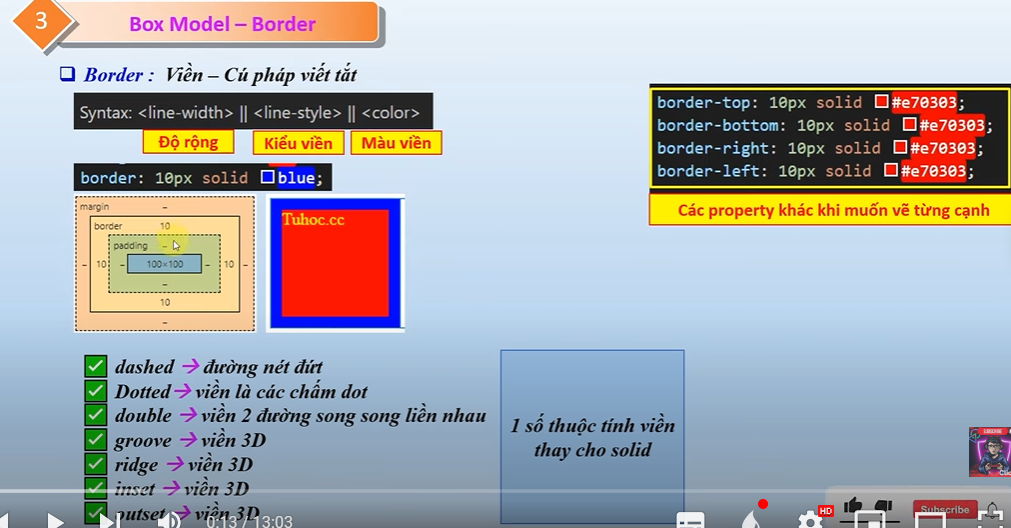 3
Box Model – Border
Border : Viền – Cú pháp viết tắt
Syntax: <line-width> || <line-style> || <color>
Độ rộng
Kiểu viền
Màu viền
border: 10px solid blue;
margin –
border 10
padding –
– 10 – 100×100 – 10 –
–
10
–
Tuhoc.cc
border-top: 10px solid #e70303;
border-bottom: 10px solid #e70303;
border-right: 10px solid #e70303;
border-left: 10px solid #e70303;
Các property khác khi muốn vẽ từng cạnh
dashed → đường nét đứt
Dotted → viền là các chấm dot
double → viền 2 đường song song liền nhau
groove → viền 3D
ridge → viền 3D
inset → viền 3D
outset → viền 3D
1 số thuộc tính viền
thay cho solid
0:13 / 13:03
HD
Subscribe